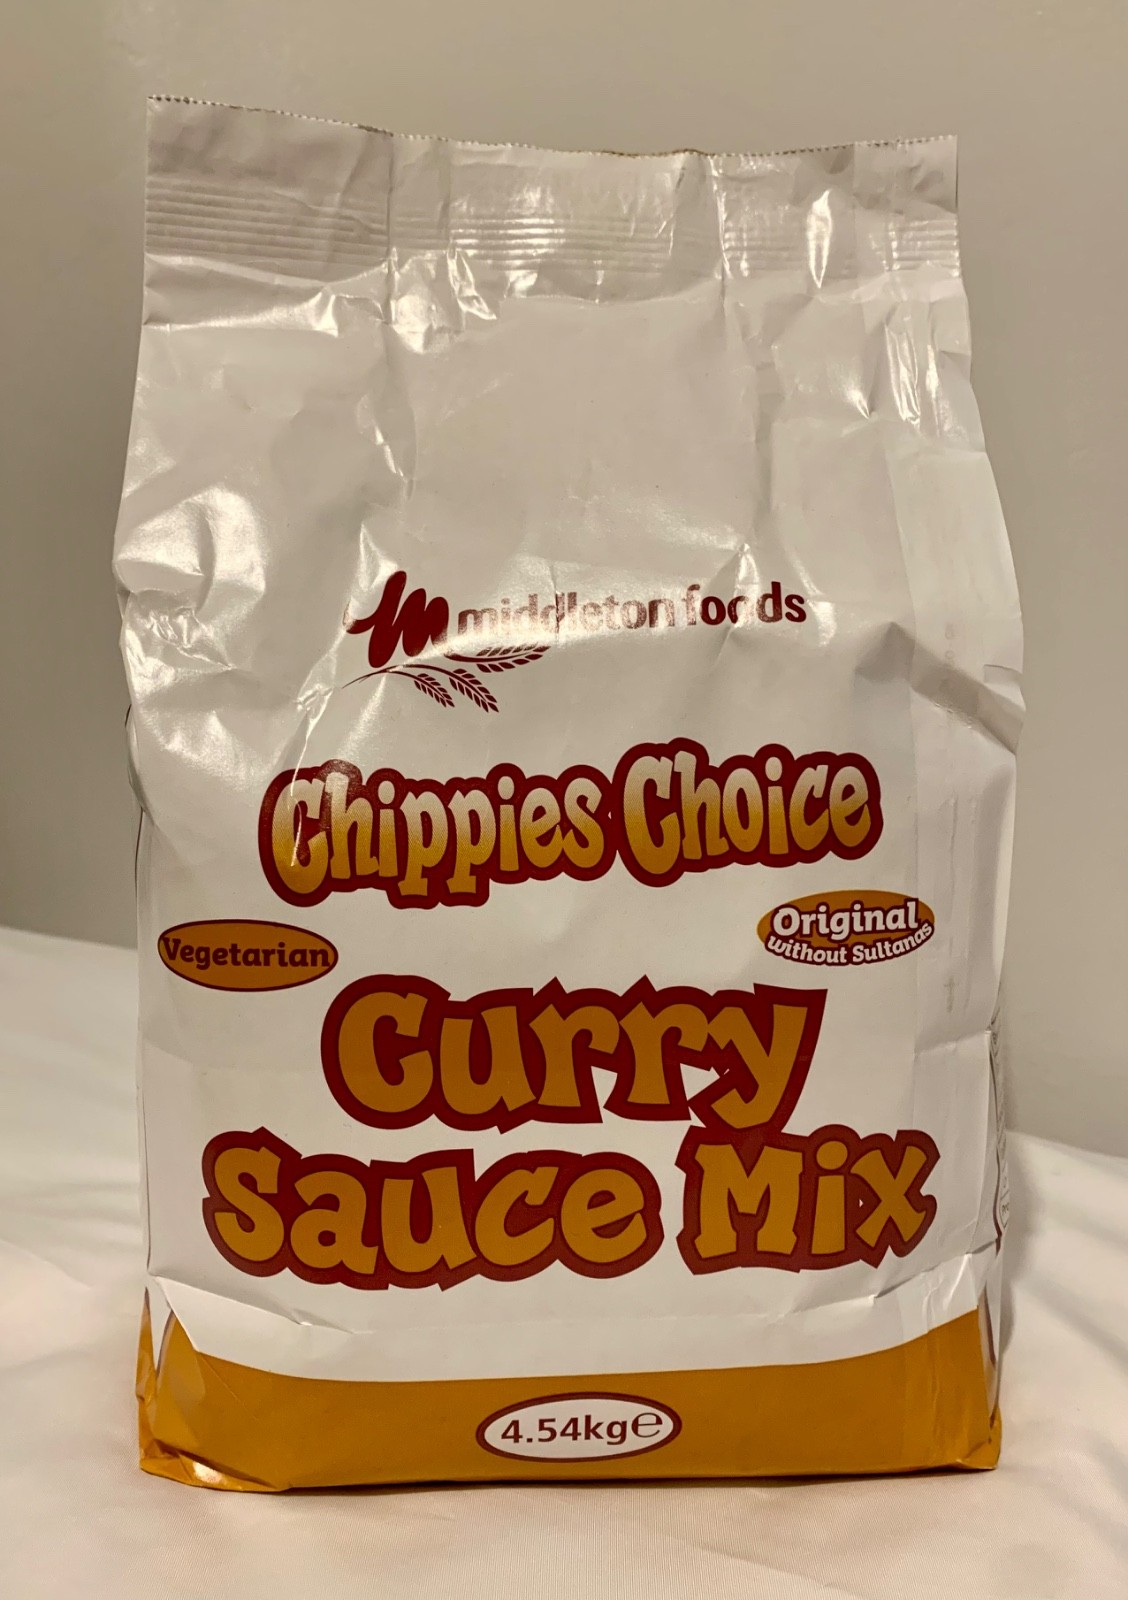 middleton foods
Chippies Choice
Vegetarian
Original
without Sultanas
Curry
Sauce Mix
4.54kg℮